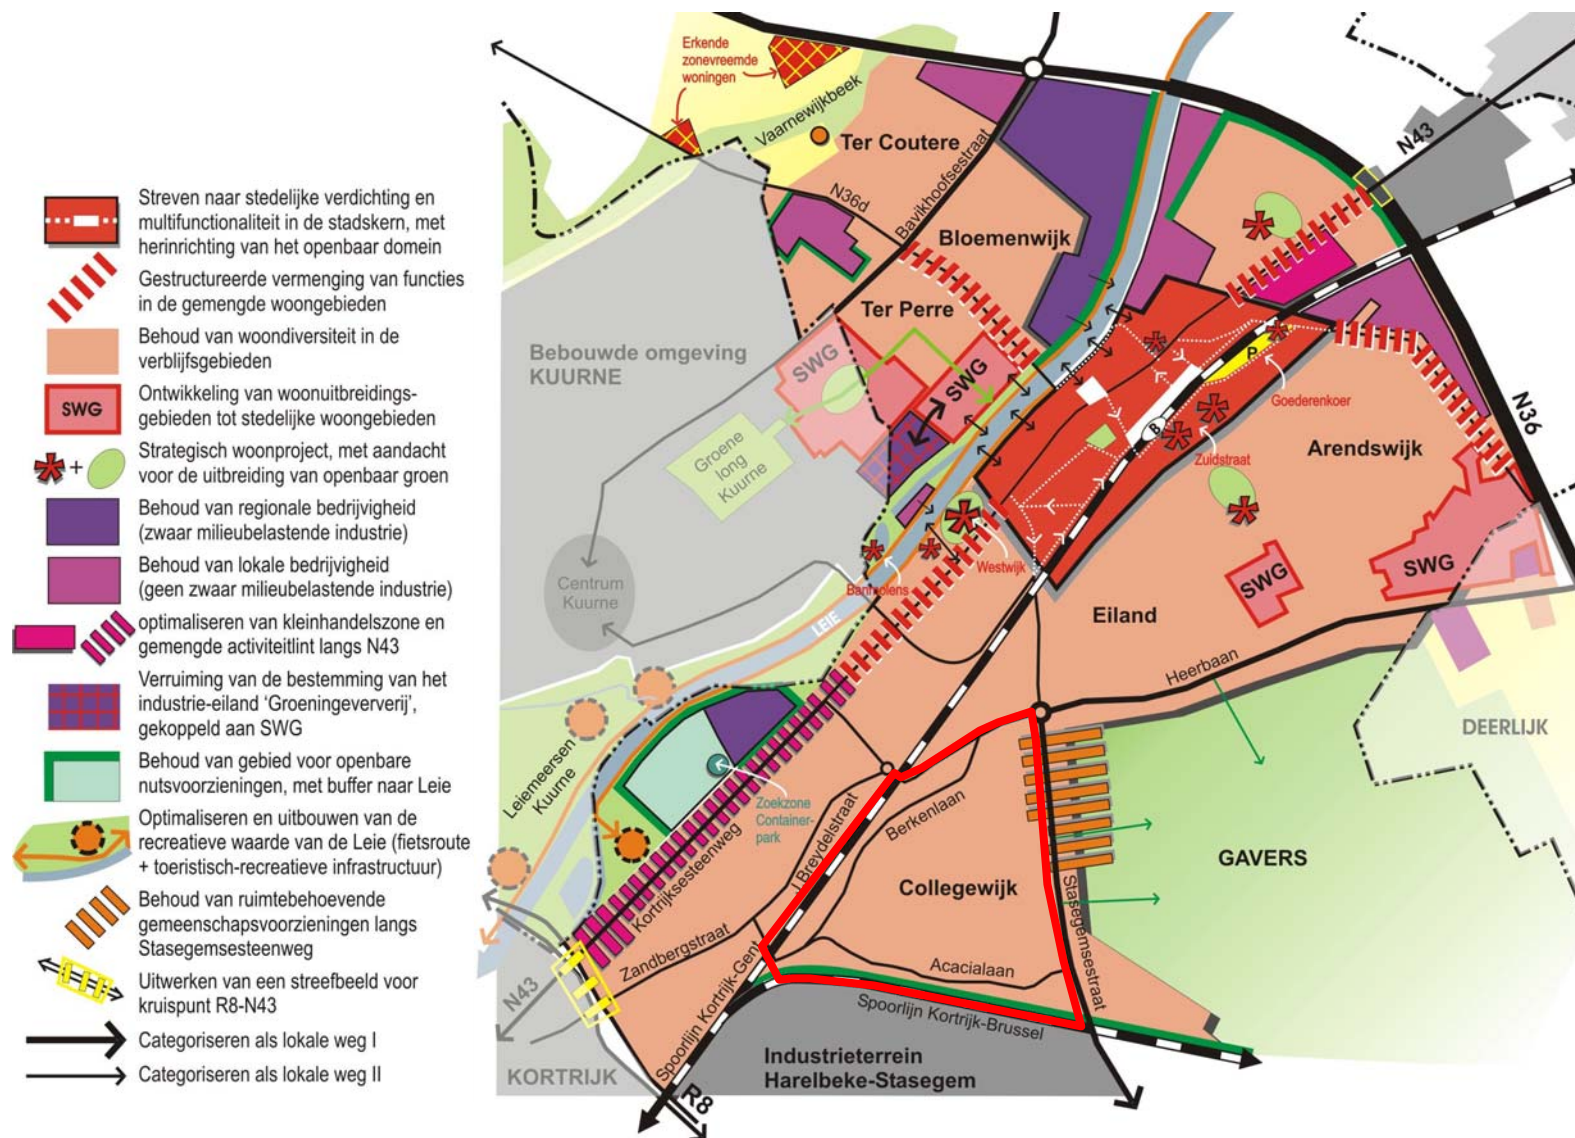 Streven naar stedelijke verdichting en
multifunctionaliteit in de stadskern, met
herinrichting van het openbaar domein
Gestructureerde vermenging van functies
in de gemengde woongebieden
Behoud van woondiversiteit in de
verblijfsgebieden
SWG
Ontwikkeling van woonuitbreidings-
gebieden tot stedelijke woongebieden
+
Strategisch woonproject, met aandacht
voor de uitbreiding van openbaar groen
Behoud van regionale bedrijvigheid
(zwaar milieubelastende industrie)
Behoud van lokale bedrijvigheid
(geen zwaar milieubelastende industrie)
optimaliseren van kleinhandelszone en
gemengde activiteitlint langs N43
Verruiming van de bestemming van het
industrie-eiland ‘Groeningeververij’,
gekoppeld aan SWG
Behoud van gebied voor openbare
nutsvoorzieningen, met buffer naar Leie
Optimaliseren en uitbouwen van de
recreatieve waarde van de Leie (fietsroute
+ toeristisch-recreatieve infrastructuur)
Behoud van ruimtebehoevende
gemeenschapsvoorzieningen langs
Stasegemsesteenweg
Uitwerken van een streefbeeld voor
kruispunt R8-N43
Categoriseren als lokale weg I
Categoriseren als lokale weg II
Erkende
zonevreemde
woningen
Vaarnewijkbeek
Ter Coutere
N36d
Bavikhoofsestraat
Bloemenwijk
Ter Perre
N43
Bebouwde omgeving
KUURNE
SWG
SWG
Groene
long
Kuurne
P
Goederenkoer
B
Zuidstraat
Arendswijk
N36
SWG
SWG
Westwijk
Banmolens
Centrum
Kuurne
LEIE
Eiland
Heerbaan
DEERLIJK
Leiemeersen
Kuurne
Zoekzone
Container-
park
Kortrijksesteenweg
J.Breydelstraat
Berkenlaan
Collegewijk
GAVERS
Stasegemsestraat
Zandbergstraat
Acacialaan
N43
Spoorlijn Kortrijk-Gent
Spoorlijn Kortrijk-Brussel
Industrieterrein
Harelbeke-Stasegem
KORTRIJK
R8